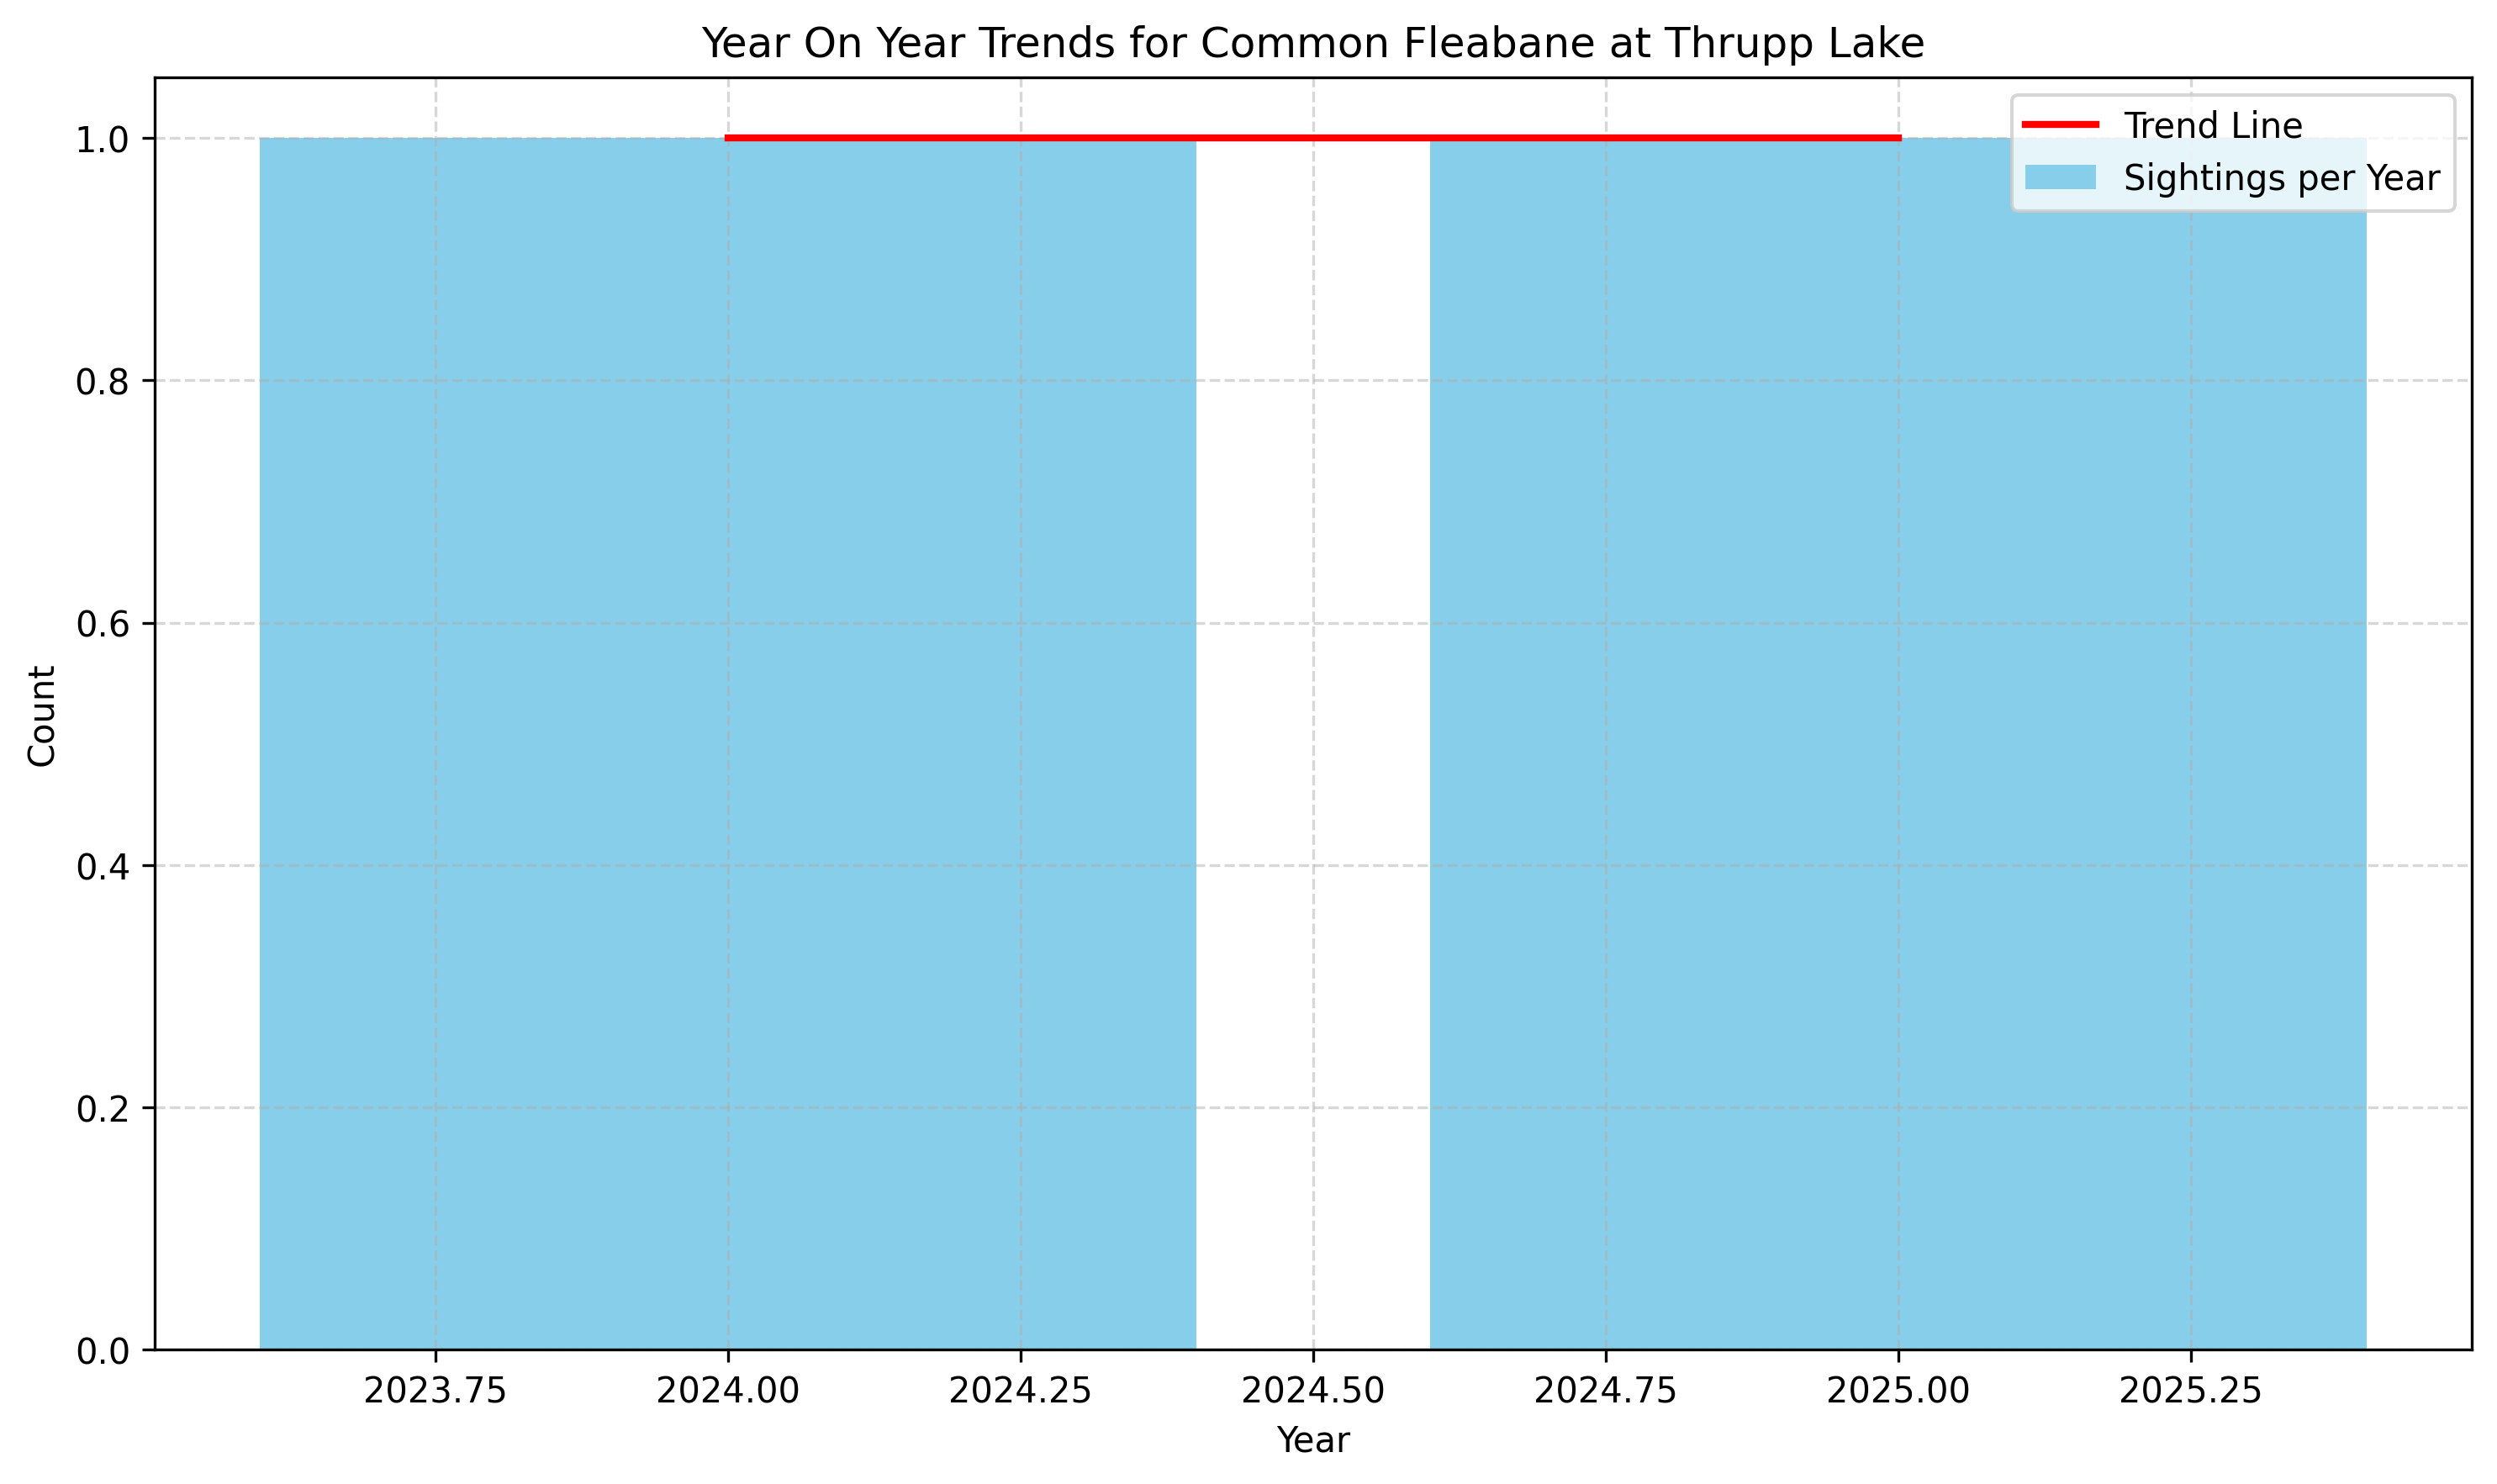 Year On Year Trends for Common Fleabane at Thrupp Lake
Trend Line
Sightings per Year
1.0
0.8
0.6
0.4
0.2
0.0
Count
2023.75 2024.00 2024.25 2024.50 2024.75 2025.00 2025.25
Year